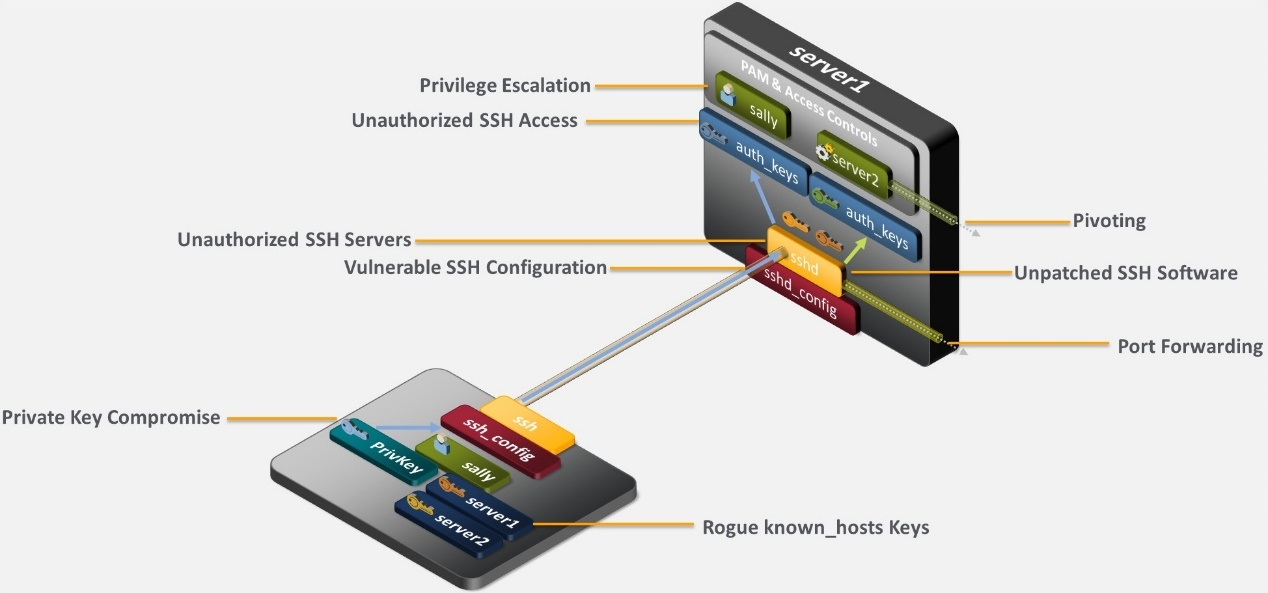 server1
PAM & Access Controls
Privilege Escalation
sally
Unauthorized SSH Access
auth_keys
server2
auth_keys
Pivoting
Unauthorized SSH Servers
sshd
Vulnerable SSH Configuration
sshd_config
Unpatched SSH Software
Port Forwarding
Private Key Compromise
ssh
ssh_config
PrivKey
sally
server1
server2
Rogue known_hosts Keys